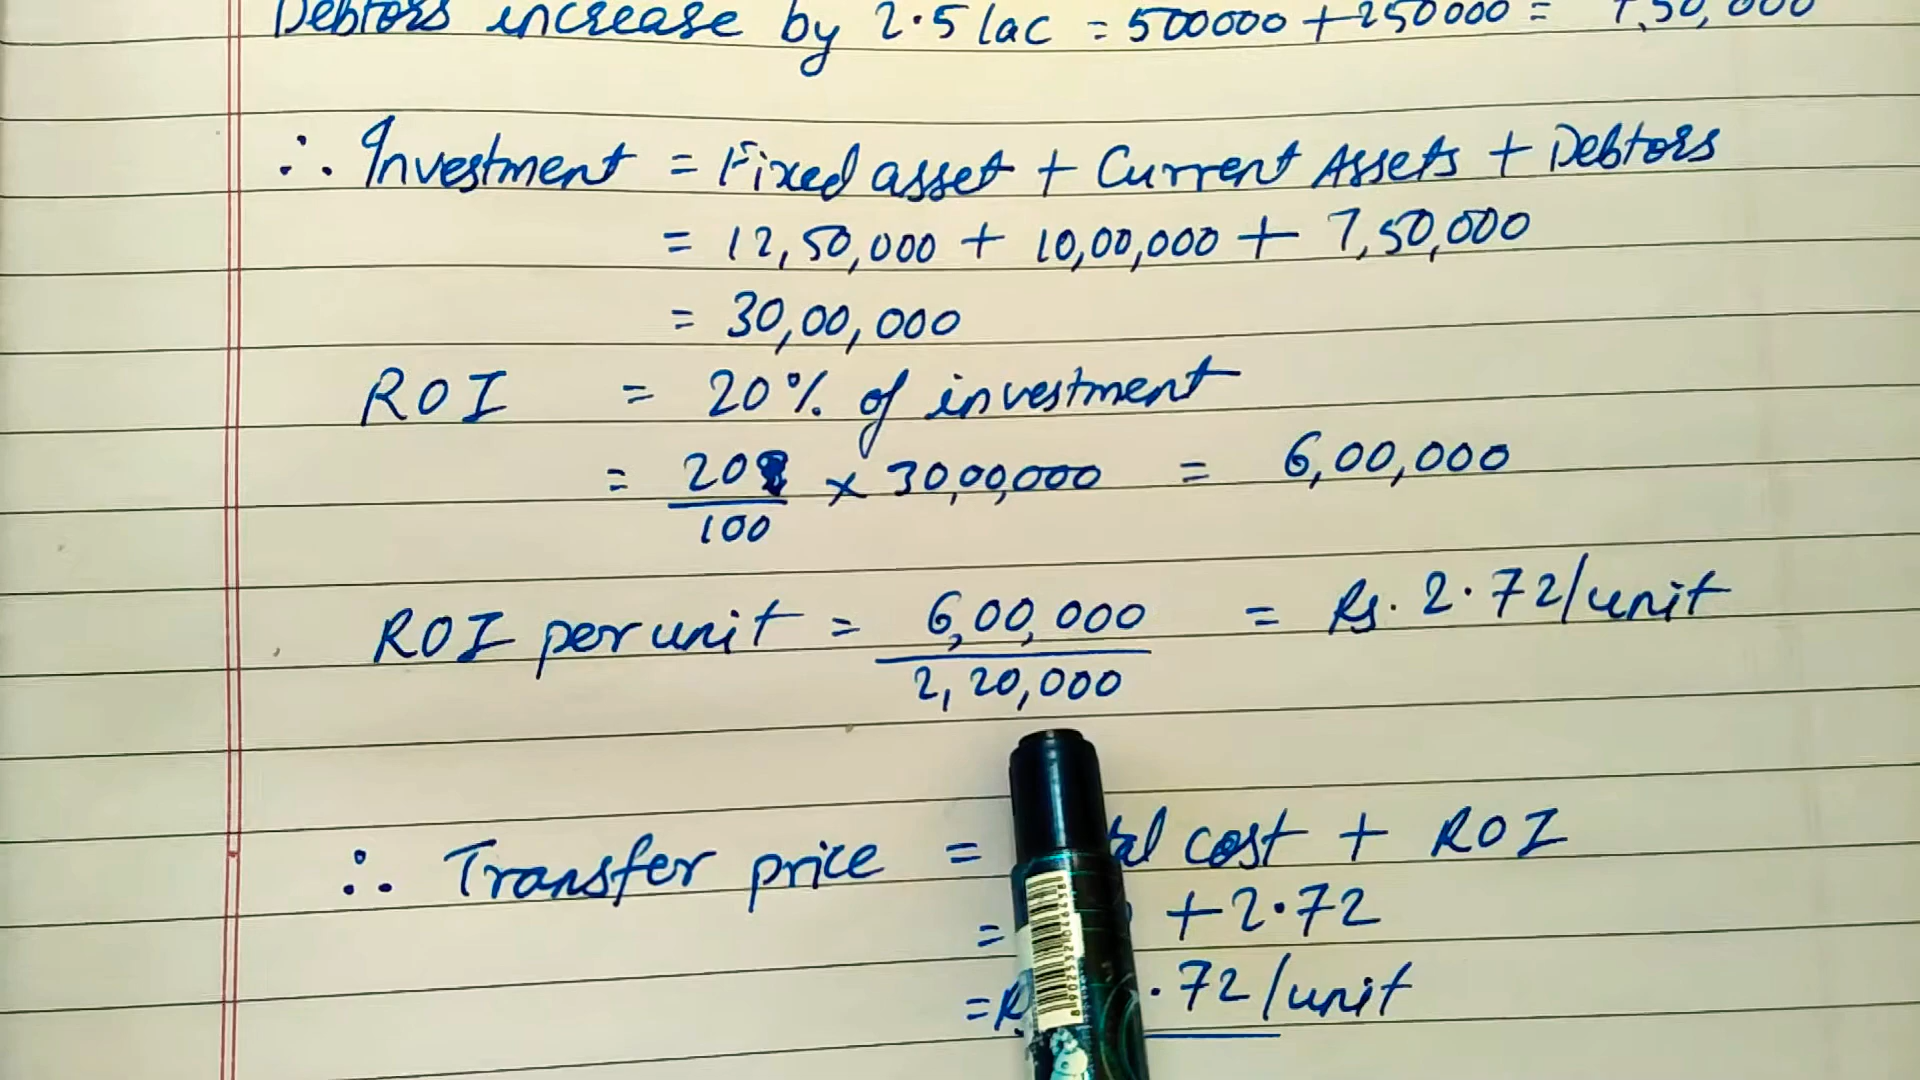 Debtors increase by 2.5 lac = 500000 + 250000 = 7,50,000
∴ Investment = Fixed asset + Current Assets + Debtors
= 12,50,000 + 10,00,000 + 7,50,000
= 30,00,000
ROI = 20% of investment
= 20/100 × 30,00,000 = 6,00,000
ROI per unit = 6,00,000/2,20,000 = Rs. 2.72/unit
∴ Transfer price = cost + ROI
= + 2.72
= .72/unit